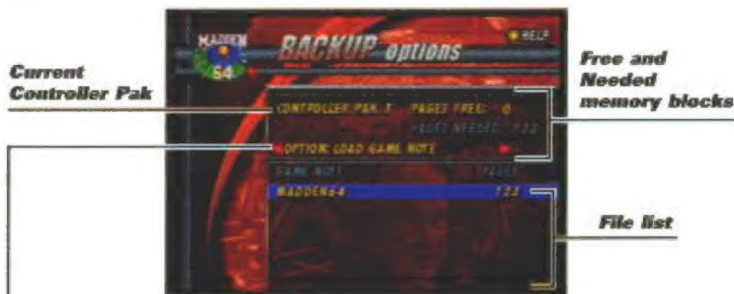 MADDEN
64
BACKUP options
HELP
Current
Controller Pak
Free and
Needed
memory blocks
CONTROLLER PAK 1 PAGES FREE: 0
PAGES NEEDED: 123
OPTION: LOAD GAME NOTE
GAME NOTE PAGES
MADDEN64 123
File list